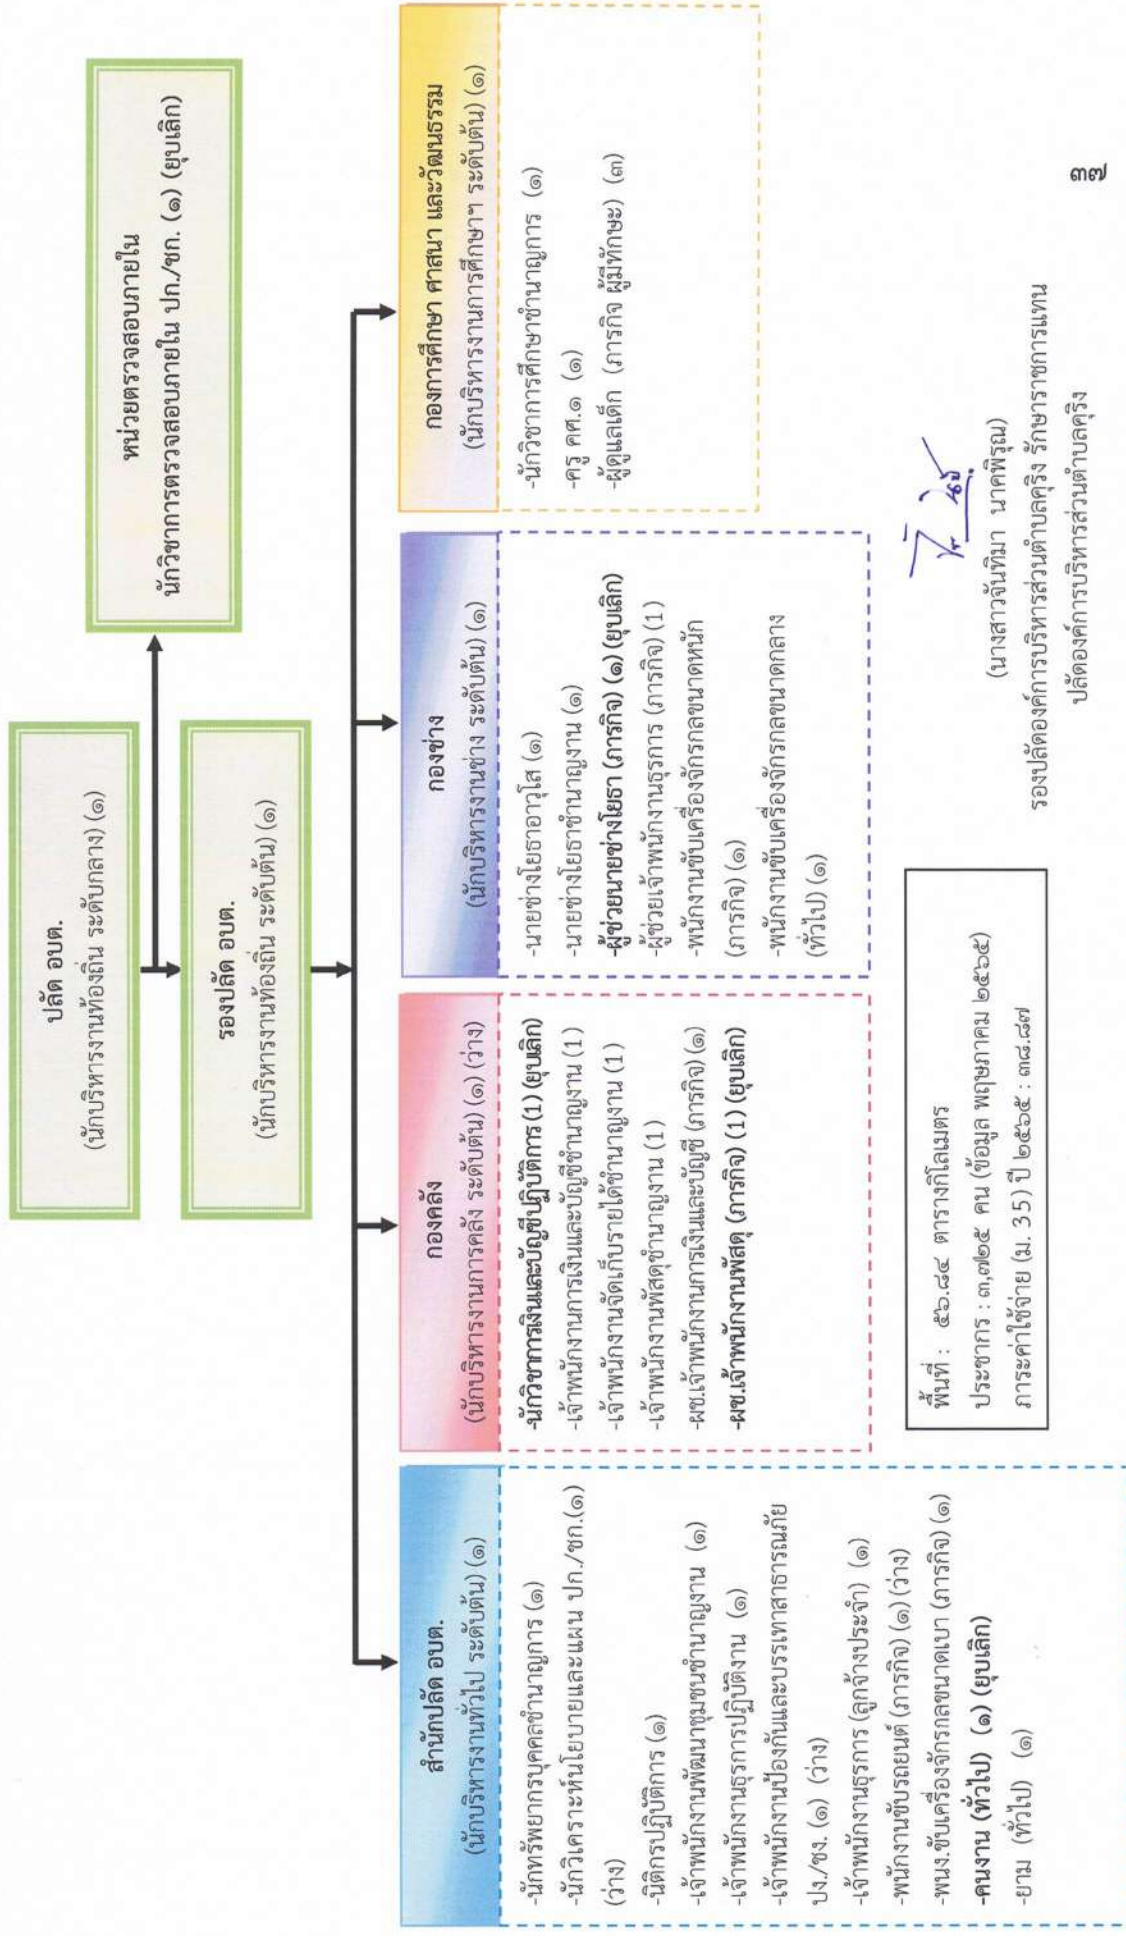 ปลัด อบต.
(นักบริหารงานท้องถิ่น ระดับกลาง) (๑)
หน่วยตรวจสอบภายใน
นักวิชาการตรวจสอบภายใน ปก./ชก. (๑) (ยุบเลิก)
รองปลัด อบต.
(นักบริหารงานท้องถิ่น ระดับต้น) (๑)
สำนักปลัด อบต.
(นักบริหารงานทั่วไป ระดับต้น) (๑)
-นักทรัพยากรบุคคลชำนาญการ (๑)
-นักวิเคราะห์นโยบายและแผน ปก./ชก.(๑)
(ว่าง)
-นิติกรปฏิบัติการ (๑)
-เจ้าพนักงานพัฒนาชุมชนชำนาญงาน (๑)
-เจ้าพนักงานธุรการปฏิบัติงาน (๑)
-เจ้าพนักงานป้องกันและบรรเทาสาธารณภัย
ปง./ชง. (๑) (ว่าง)
-เจ้าพนักงานธุรการ (ลูกจ้างประจำ) (๑)
-พนักงานขับรถยนต์ (ภารกิจ) (๑) (ว่าง)
-พนง.ขับเครื่องจักรกลขนาดเบา (ภารกิจ) (๑)
-คนงาน (ทั่วไป) (๑) (ยุบเลิก)
-ยาม (ทั่วไป) (๑)
กองคลัง
(นักบริหารงานการคลัง ระดับต้น) (๑) (ว่าง)
-นักวิชาการเงินและบัญชีปฏิบัติการ (1) (ยุบเลิก)
-เจ้าพนักงานการเงินและบัญชีชำนาญงาน (1)
-เจ้าพนักงานจัดเก็บรายได้ชำนาญงาน (1)
-เจ้าพนักงานพัสดุชำนาญงาน (1)
-ผช.เจ้าพนักงานการเงินและบัญชี (ภารกิจ) (๑)
-ผช.เจ้าพนักงานพัสดุ (ภารกิจ) (1) (ยุบเลิก)
กองช่าง
(นักบริหารงานช่าง ระดับต้น) (๑)
-นายช่างโยธาอาวุโส (๑)
-นายช่างโยธาชำนาญงาน (๑)
-ผู้ช่วยนายช่างโยธา (ภารกิจ) (๑) (ยุบเลิก)
-ผู้ช่วยเจ้าพนักงานธุรการ (ภารกิจ) (1)
-พนักงานขับเครื่องจักรกลขนาดหนัก
(ภารกิจ) (๑)
-พนักงานขับเครื่องจักรกลขนาดกลาง
(ทั่วไป) (๑)
กองการศึกษา ศาสนา และวัฒนธรรม
(นักบริหารงานการศึกษาฯ ระดับต้น) (๑)
-นักวิชาการศึกษาชำนาญการ (๑)
-ครู คศ.๑ (๑)
-ผู้ดูแลเด็ก (ภารกิจ ผู้มีทักษะ) (๓)
พื้นที่ : ๕๖.๘๔ ตารางกิโลเมตร
ประชากร : ๓,๗๒๕ คน (ข้อมูล พฤษภาคม ๒๕๖๕)
ภาระค่าใช้จ่าย (ม. 35) ปี ๒๕๖๕ : ๓๘.๘๗
(นางสาวจันทิมา นาคพิรุณ)
รองปลัดองค์การบริหารส่วนตำบลคุริง รักษาราชการแทน
ปลัดองค์การบริหารส่วนตำบลคุริง
๓๗